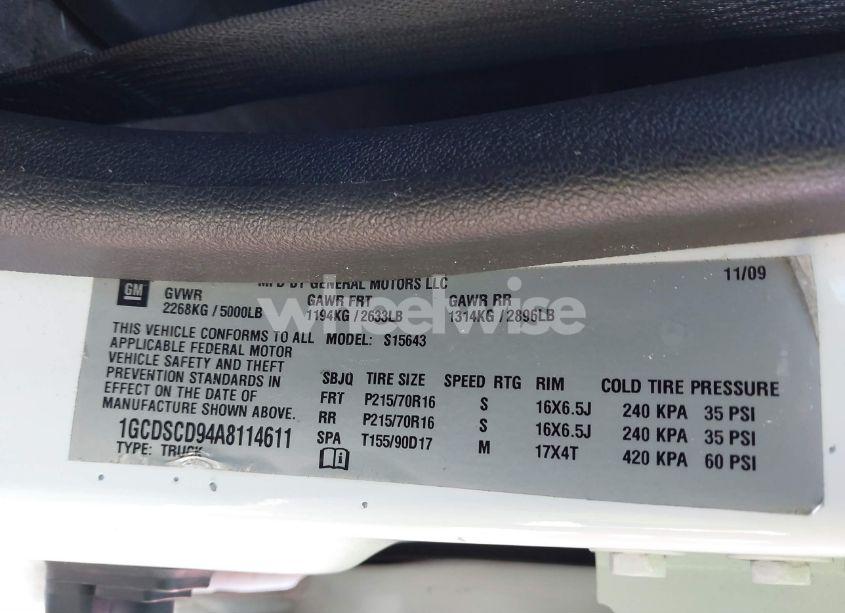 MFD BY GENERAL MOTORS LLC 11/09
GM
GVWR GAWR FRT GAWR RR
2268KG / 5000LB 1194KG / 2633LB 1314KG / 2896LB
THIS VEHICLE CONFORMS TO ALL MODEL: S15643
APPLICABLE FEDERAL MOTOR
VEHICLE SAFETY AND THEFT
PREVENTION STANDARDS IN
EFFECT ON THE DATE OF
MANUFACTURE SHOWN ABOVE.
1GCDSCD94A8114611
TYPE: TRUCK
SBJQ TIRE SIZE SPEED RTG RIM COLD TIRE PRESSURE
FRT P215/70R16 S 16X6.5J 240 KPA 35 PSI
RR P215/70R16 S 16X6.5J 240 KPA 35 PSI
SPA T155/90D17 M 17X4T 420 KPA 60 PSI
wheelwise